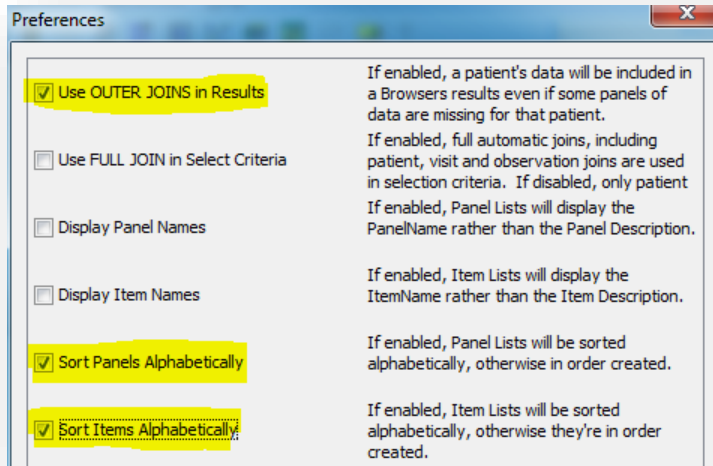 Preferences
Use OUTER JOINS in Results
If enabled, a patient's data will be included in
a Browsers results even if some panels of
data are missing for that patient.
Use FULL JOIN in Select Criteria
If enabled, full automatic joins, including
patient, visit and observation joins are used
in selection criteria. If disabled, only patient
Display Panel Names
If enabled, Panel Lists will display the
PanelName rather than the Panel Description.
Display Item Names
If enabled, Item Lists will display the
ItemName rather than the Item Description.
Sort Panels Alphabetically
If enabled, Panel Lists will be sorted
alphabetically, otherwise in order created.
Sort Items Alphabetically
If enabled, Item Lists will be sorted
alphabetically, otherwise they're in order
created.